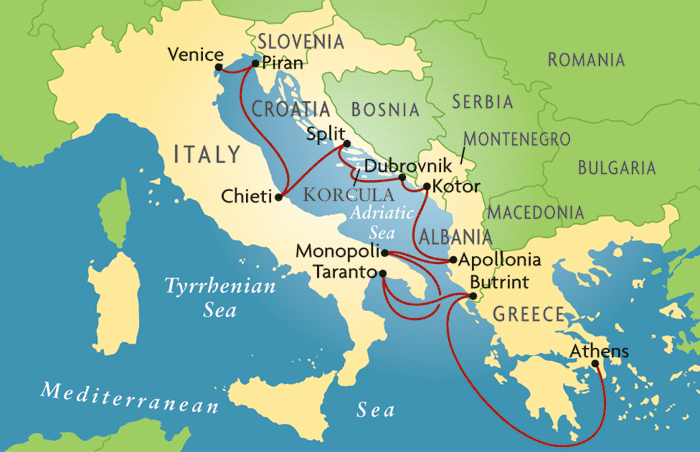 SLOVENIA
Venice
Piran
ROMANIA
CROATIA
BOSNIA
SERBIA
Split
MONTENEGRO
ITALY
Dubrovnik
BULGARIA
Chieti
KORCULA
Kotor
Adriatic
Sea
MACEDONIA
ALBANIA
Monopoli
Apollonia
Taranto
Butrint
Tyrrhenian
Sea
GREECE
Athens
Mediterranean Sea